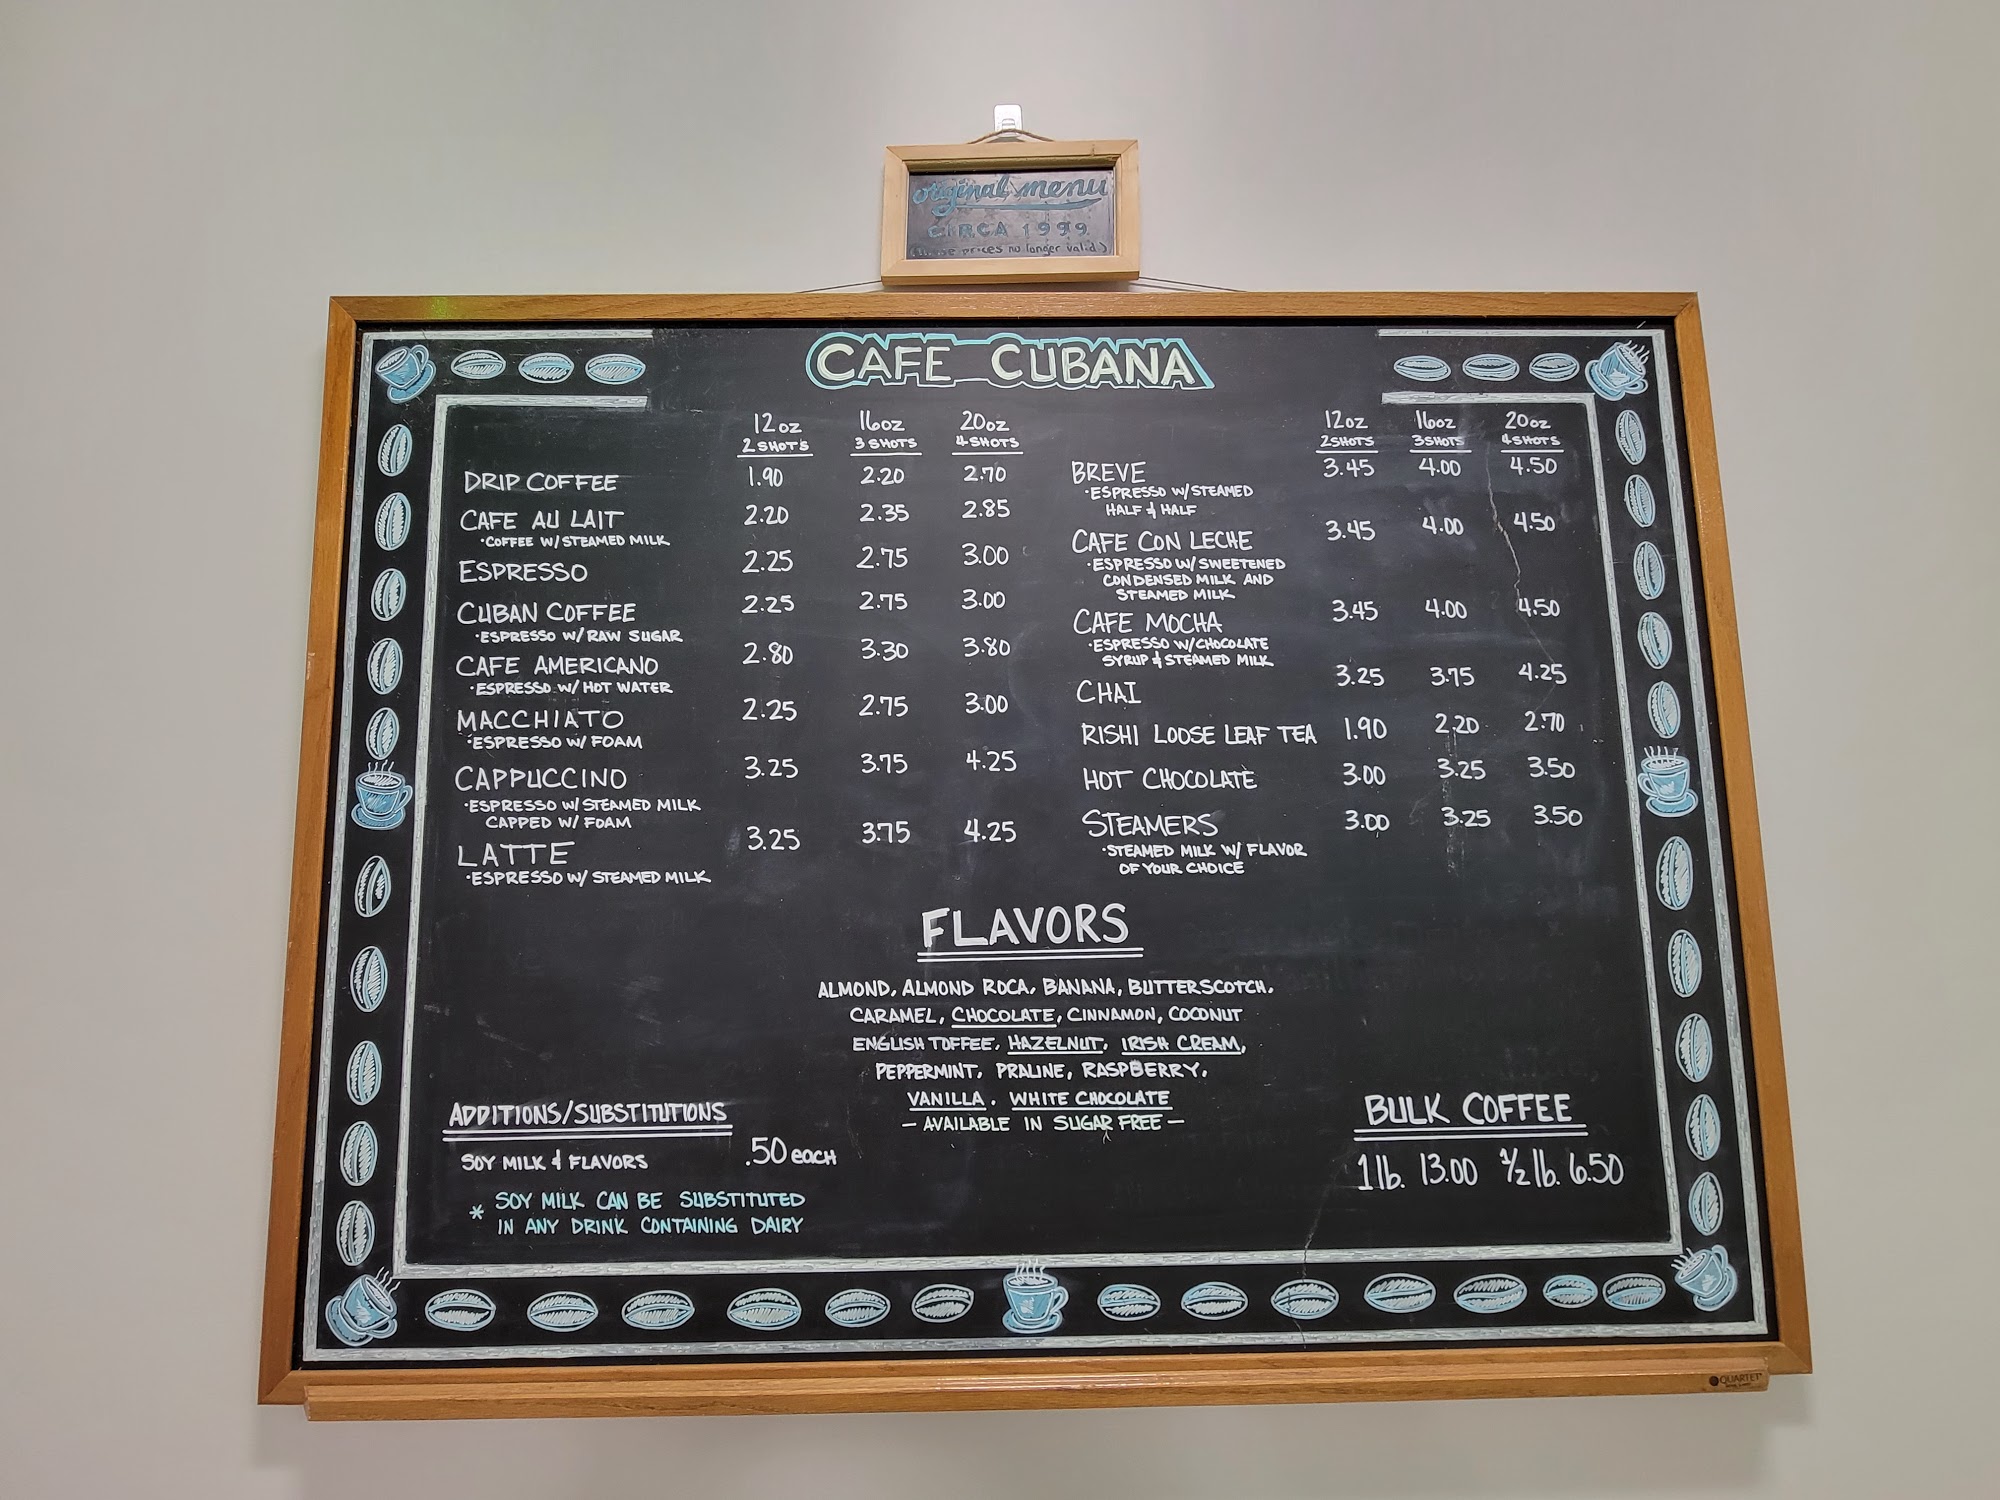 original menu
CIRCA 1999
prices no longer valid)
CAFE CUBANA
12oz 16oz 20oz
2 SHOTS 3 SHOTS 4 SHOTS
DRIP COFFEE 1.90 2.20 2.70
CAFE AU LAIT 2.20 2.35 2.85
·COFFEE W/STEAMED MILK
ESPRESSO 2.25 2.75 3.00
CUBAN COFFEE 2.25 2.75 3.00
·ESPRESSO W/RAW SUGAR
CAFE AMERICANO 2.80 3.30 3.80
·ESPRESSO W/HOT WATER
MACCHIATO 2.25 2.75 3.00
·ESPRESSO W/FOAM
CAPPUCCINO 3.25 3.75 4.25
·ESPRESSO W/STEAMED MILK
CAPPED W/FOAM
LATTE 3.25 3.75 4.25
·ESPRESSO W/STEAMED MILK
12oz 16oz 20oz
2SHOTS 3SHOTS 4SHOTS
BREVE 3.45 4.00 4.50
·ESPRESSO W/STEAMED
HALF & HALF
CAFE CON LECHE 3.45 4.00 4.50
·ESPRESSO W/SWEETENED
CONDENSED MILK AND
STEAMED MILK
CAFE MOCHA 3.45 4.00 4.50
·ESPRESSO W/CHOCOLATE
SYRUP & STEAMED MILK
CHAI 3.25 3.75 4.25
RISHI LOOSE LEAF TEA 1.90 2.20 2.70
HOT CHOCOLATE 3.00 3.25 3.50
STEAMERS 3.00 3.25 3.50
·STEAMED MILK W/ FLAVOR
OF YOUR CHOICE
FLAVORS
ALMOND, ALMOND ROCA, BANANA, BUTTERSCOTCH,
CARAMEL, CHOCOLATE, CINNAMON, COCONUT
ENGLISH TOFFEE, HAZELNUT, IRISH CREAM,
PEPPERMINT, PRALINE, RASPBERRY,
VANILLA, WHITE CHOCOLATE
– AVAILABLE IN SUGAR FREE –
ADDITIONS/SUBSTITUTIONS
SOY MILK & FLAVORS .50 EACH
* SOY MILK CAN BE SUBSTITUTED
IN ANY DRINK CONTAINING DAIRY
BULK COFFEE
1 lb. 13.00 1/2 lb. 6.50
QUARTET